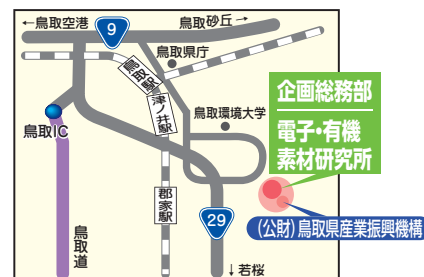 ←鳥取空港
鳥取砂丘→
9
鳥取県庁
鳥取駅
津ノ井駅
鳥取環境大学
企画総務部
電子・有機
素材研究所
鳥取IC
郡家駅
29
(公財)鳥取県産業振興機構
鳥取道
↓若桜